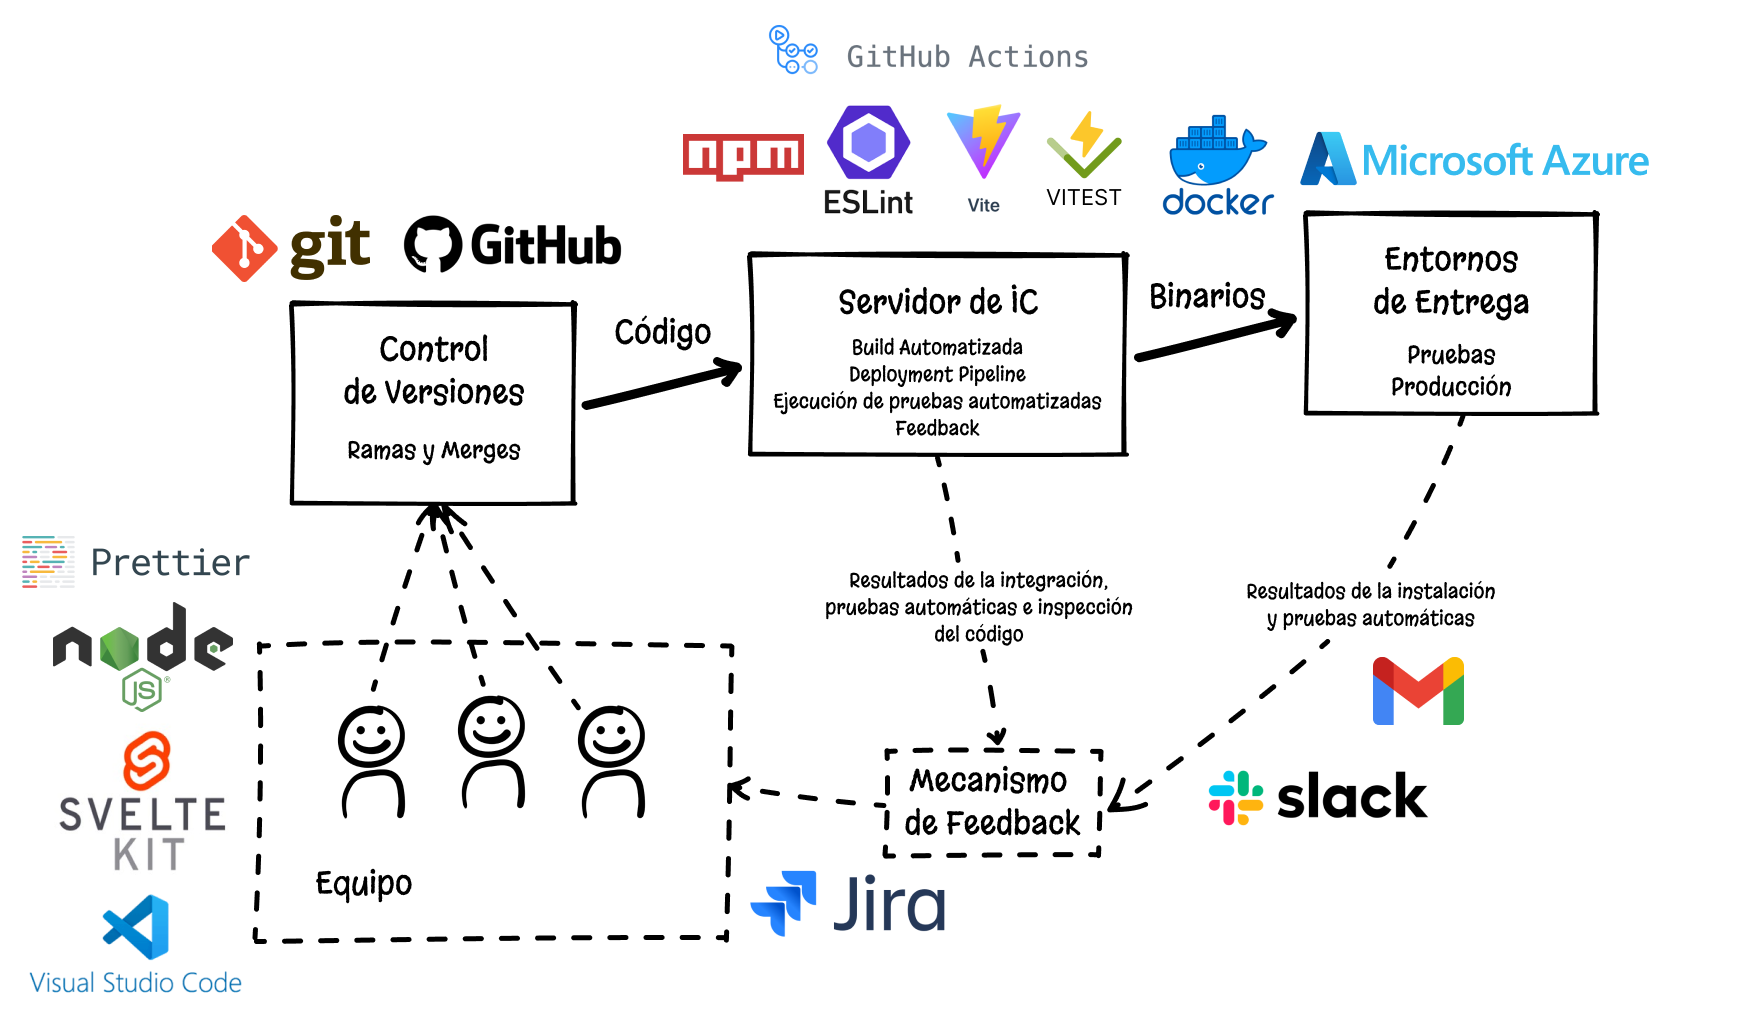 GitHub Actions
npm
ESLint
Vite
VITEST
docker
Microsoft Azure
git
GitHub
Control
de Versiones
Ramas y Merges
Código
Servidor de iC
Build Automatizada
Deployment Pipeline
Ejecución de pruebas automatizadas
Feedback
Binarios
Entornos
de Entrega
Pruebas
Producción
Prettier
node
JS
®
SVELTE
KIT
Visual Studio Code
Equipo
Resultados de la integración,
pruebas automáticas e inspección
del código
Resultados de la instalación
y pruebas automáticas
Mecanismo
de Feedback
slack
Jira